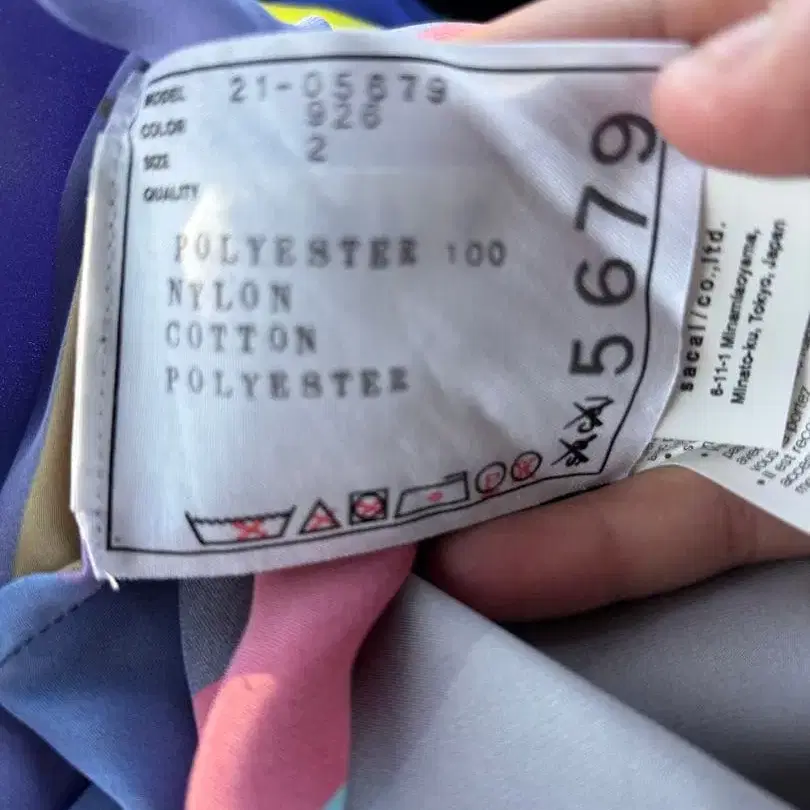 MODEL 21-05679
COLOR 926
SIZE 2
QUALITY
POLYESTER 100
NYLON
COTTON
POLYESTER
5679
sacai
sacai/co.,ltd.
6-11-1 Minamiaoyama,
Minato-ku, Tokyo, Japan